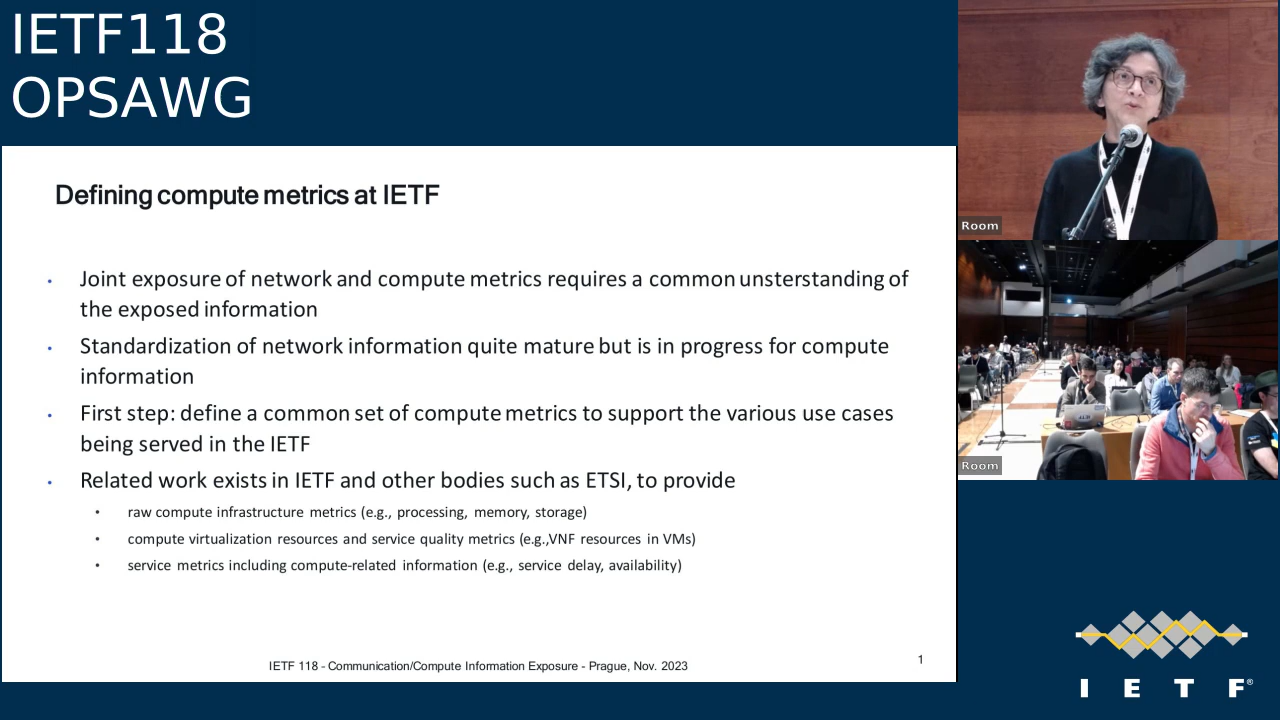 IETF118
OPSAWG
Defining compute metrics at IETF
• Joint exposure of network and compute metrics requires a common unsterstanding of
the exposed information
• Standardization of network information quite mature but is in progress for compute
information
• First step: define a common set of compute metrics to support the various use cases
being served in the IETF
• Related work exists in IETF and other bodies such as ETSI, to provide
• raw compute infrastructure metrics (e.g., processing, memory, storage)
• compute virtualization resources and service quality metrics (e.g.,VNF resources in VMs)
• service metrics including compute-related information (e.g., service delay, availability)
IETF 118 - Communication/Compute Information Exposure - Prague, Nov. 2023
1
Room
Room
I E T F®